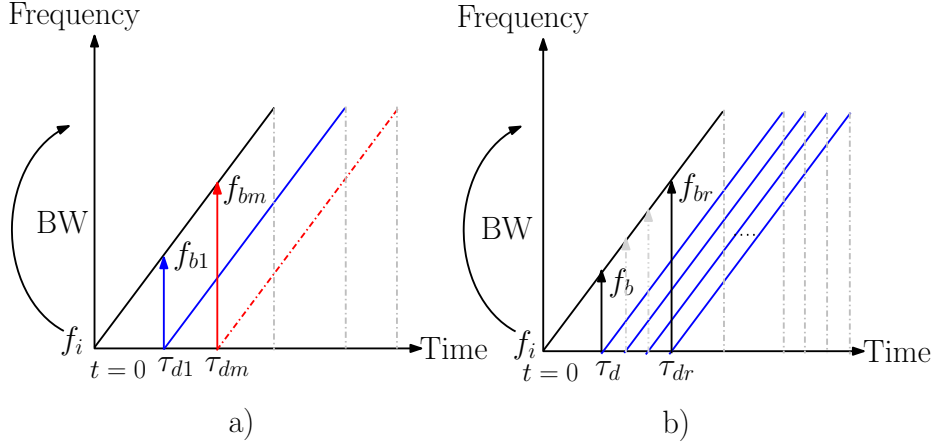 Frequency
BW
f_{bm}
f_{b1}
f_i
Time
t = 0
τ_{d1}
τ_{dm}
a)
Frequency
BW
f_{br}
...
f_b
f_i
Time
t = 0
τ_d
τ_{dr}
b)